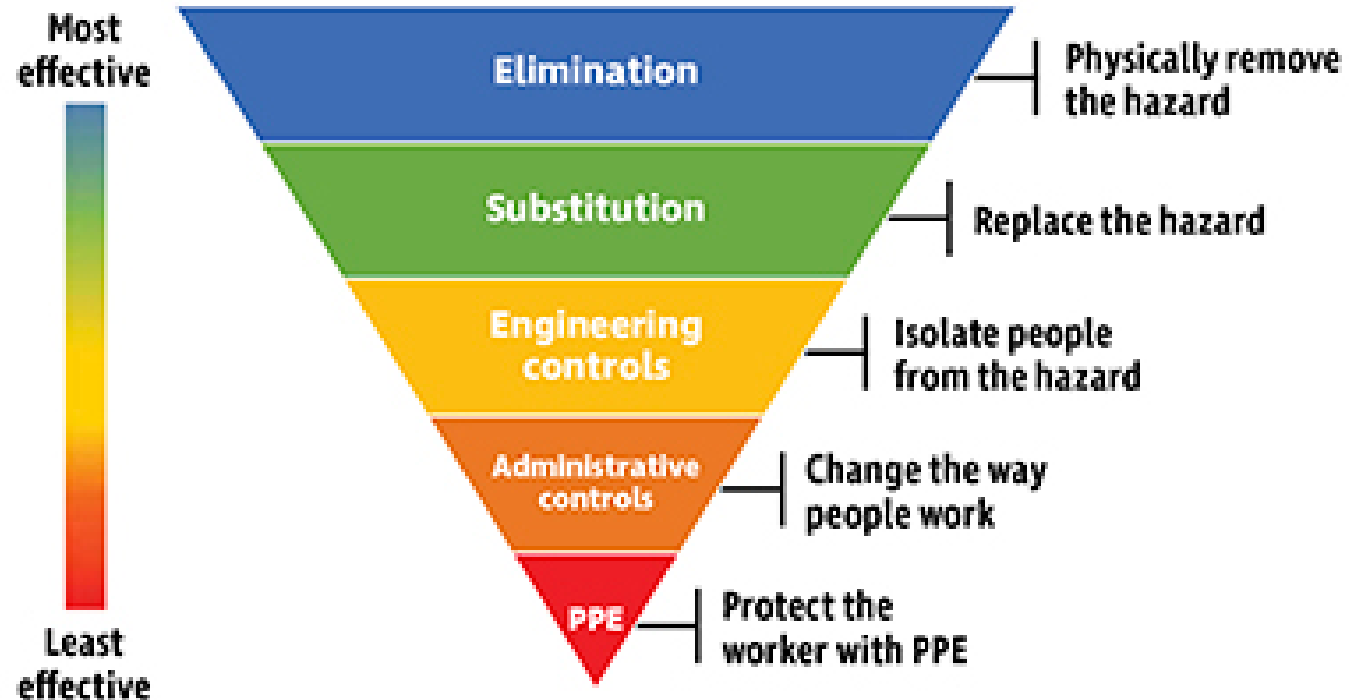 Most
effective
Elimination
Physically remove
the hazard
Substitution
Replace the hazard
Engineering
controls
Isolate people
from the hazard
Administrative
controls
Change the way
people work
PPE
Protect the
worker with PPE
Least
effective